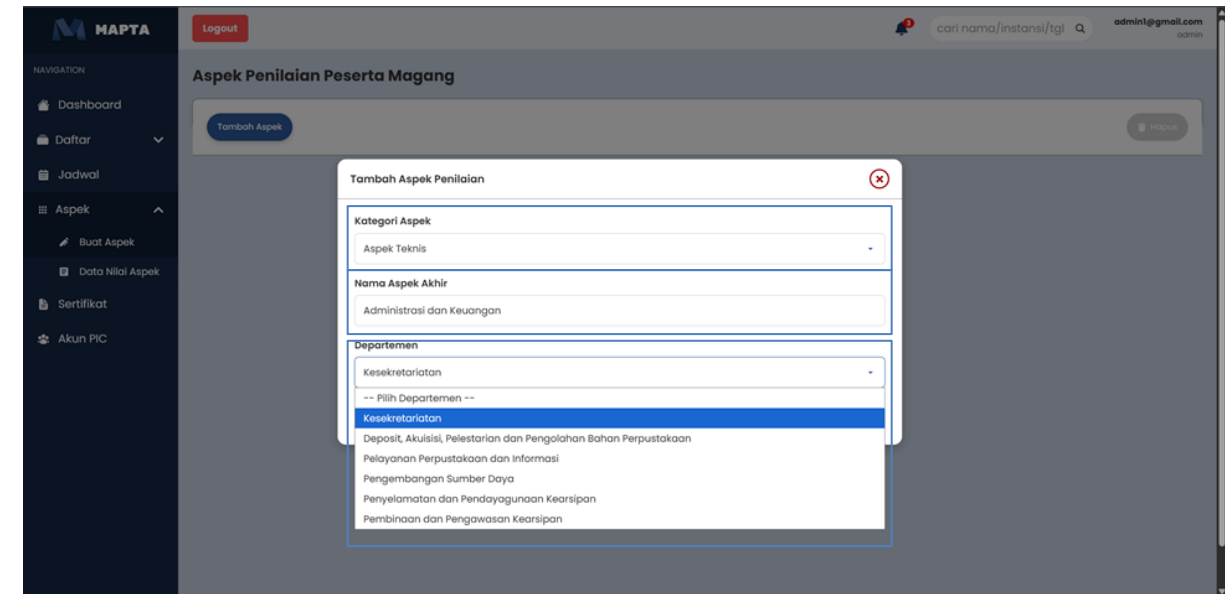 MAPTA
Logout
3
cari nama/instansi/tgl
admin1@gmail.com
admin
NAVIGATION
Dashboard
Daftar
Jadwal
Aspek
Buat Aspek
Data Nilai Aspek
Sertifikat
Akun PIC
Aspek Penilaian Peserta Magang
Tambah Aspek
Hapus
Tambah Aspek Penilaian
Kategori Aspek
Aspek Teknis
Nama Aspek Akhir
Administrasi dan Keuangan
Departemen
Kesekretariatan
-- Pilih Departemen --
Kesekretariatan
Deposit, Akuisisi, Pelestarian dan Pengolahan Bahan Perpustakaan
Pelayanan Perpustakaan dan Informasi
Pengembangan Sumber Daya
Penyelamatan dan Pendayagunaan Kearsipan
Pembinaan dan Pengawasan Kearsipan